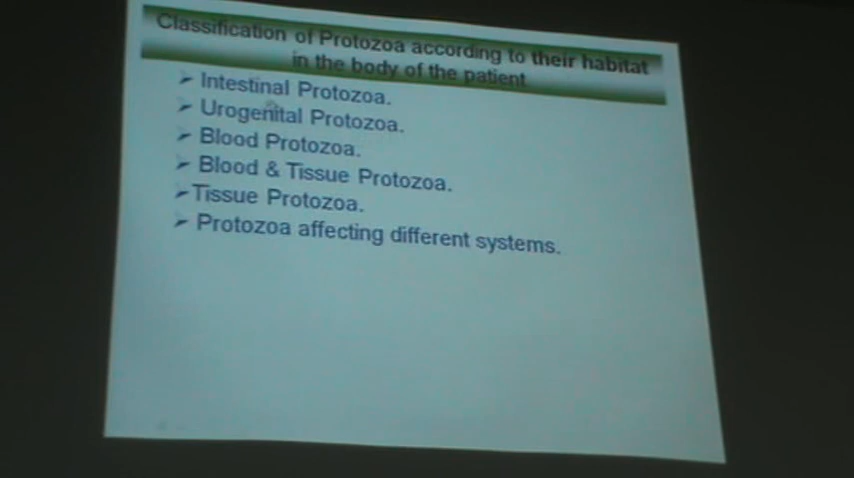 Classification of Protozoa according to their habitat
in the body of the patient
➢ Intestinal Protozoa.
➢ Urogenital Protozoa.
➢ Blood Protozoa.
➢ Blood & Tissue Protozoa.
➢Tissue Protozoa.
➢ Protozoa affecting different systems.